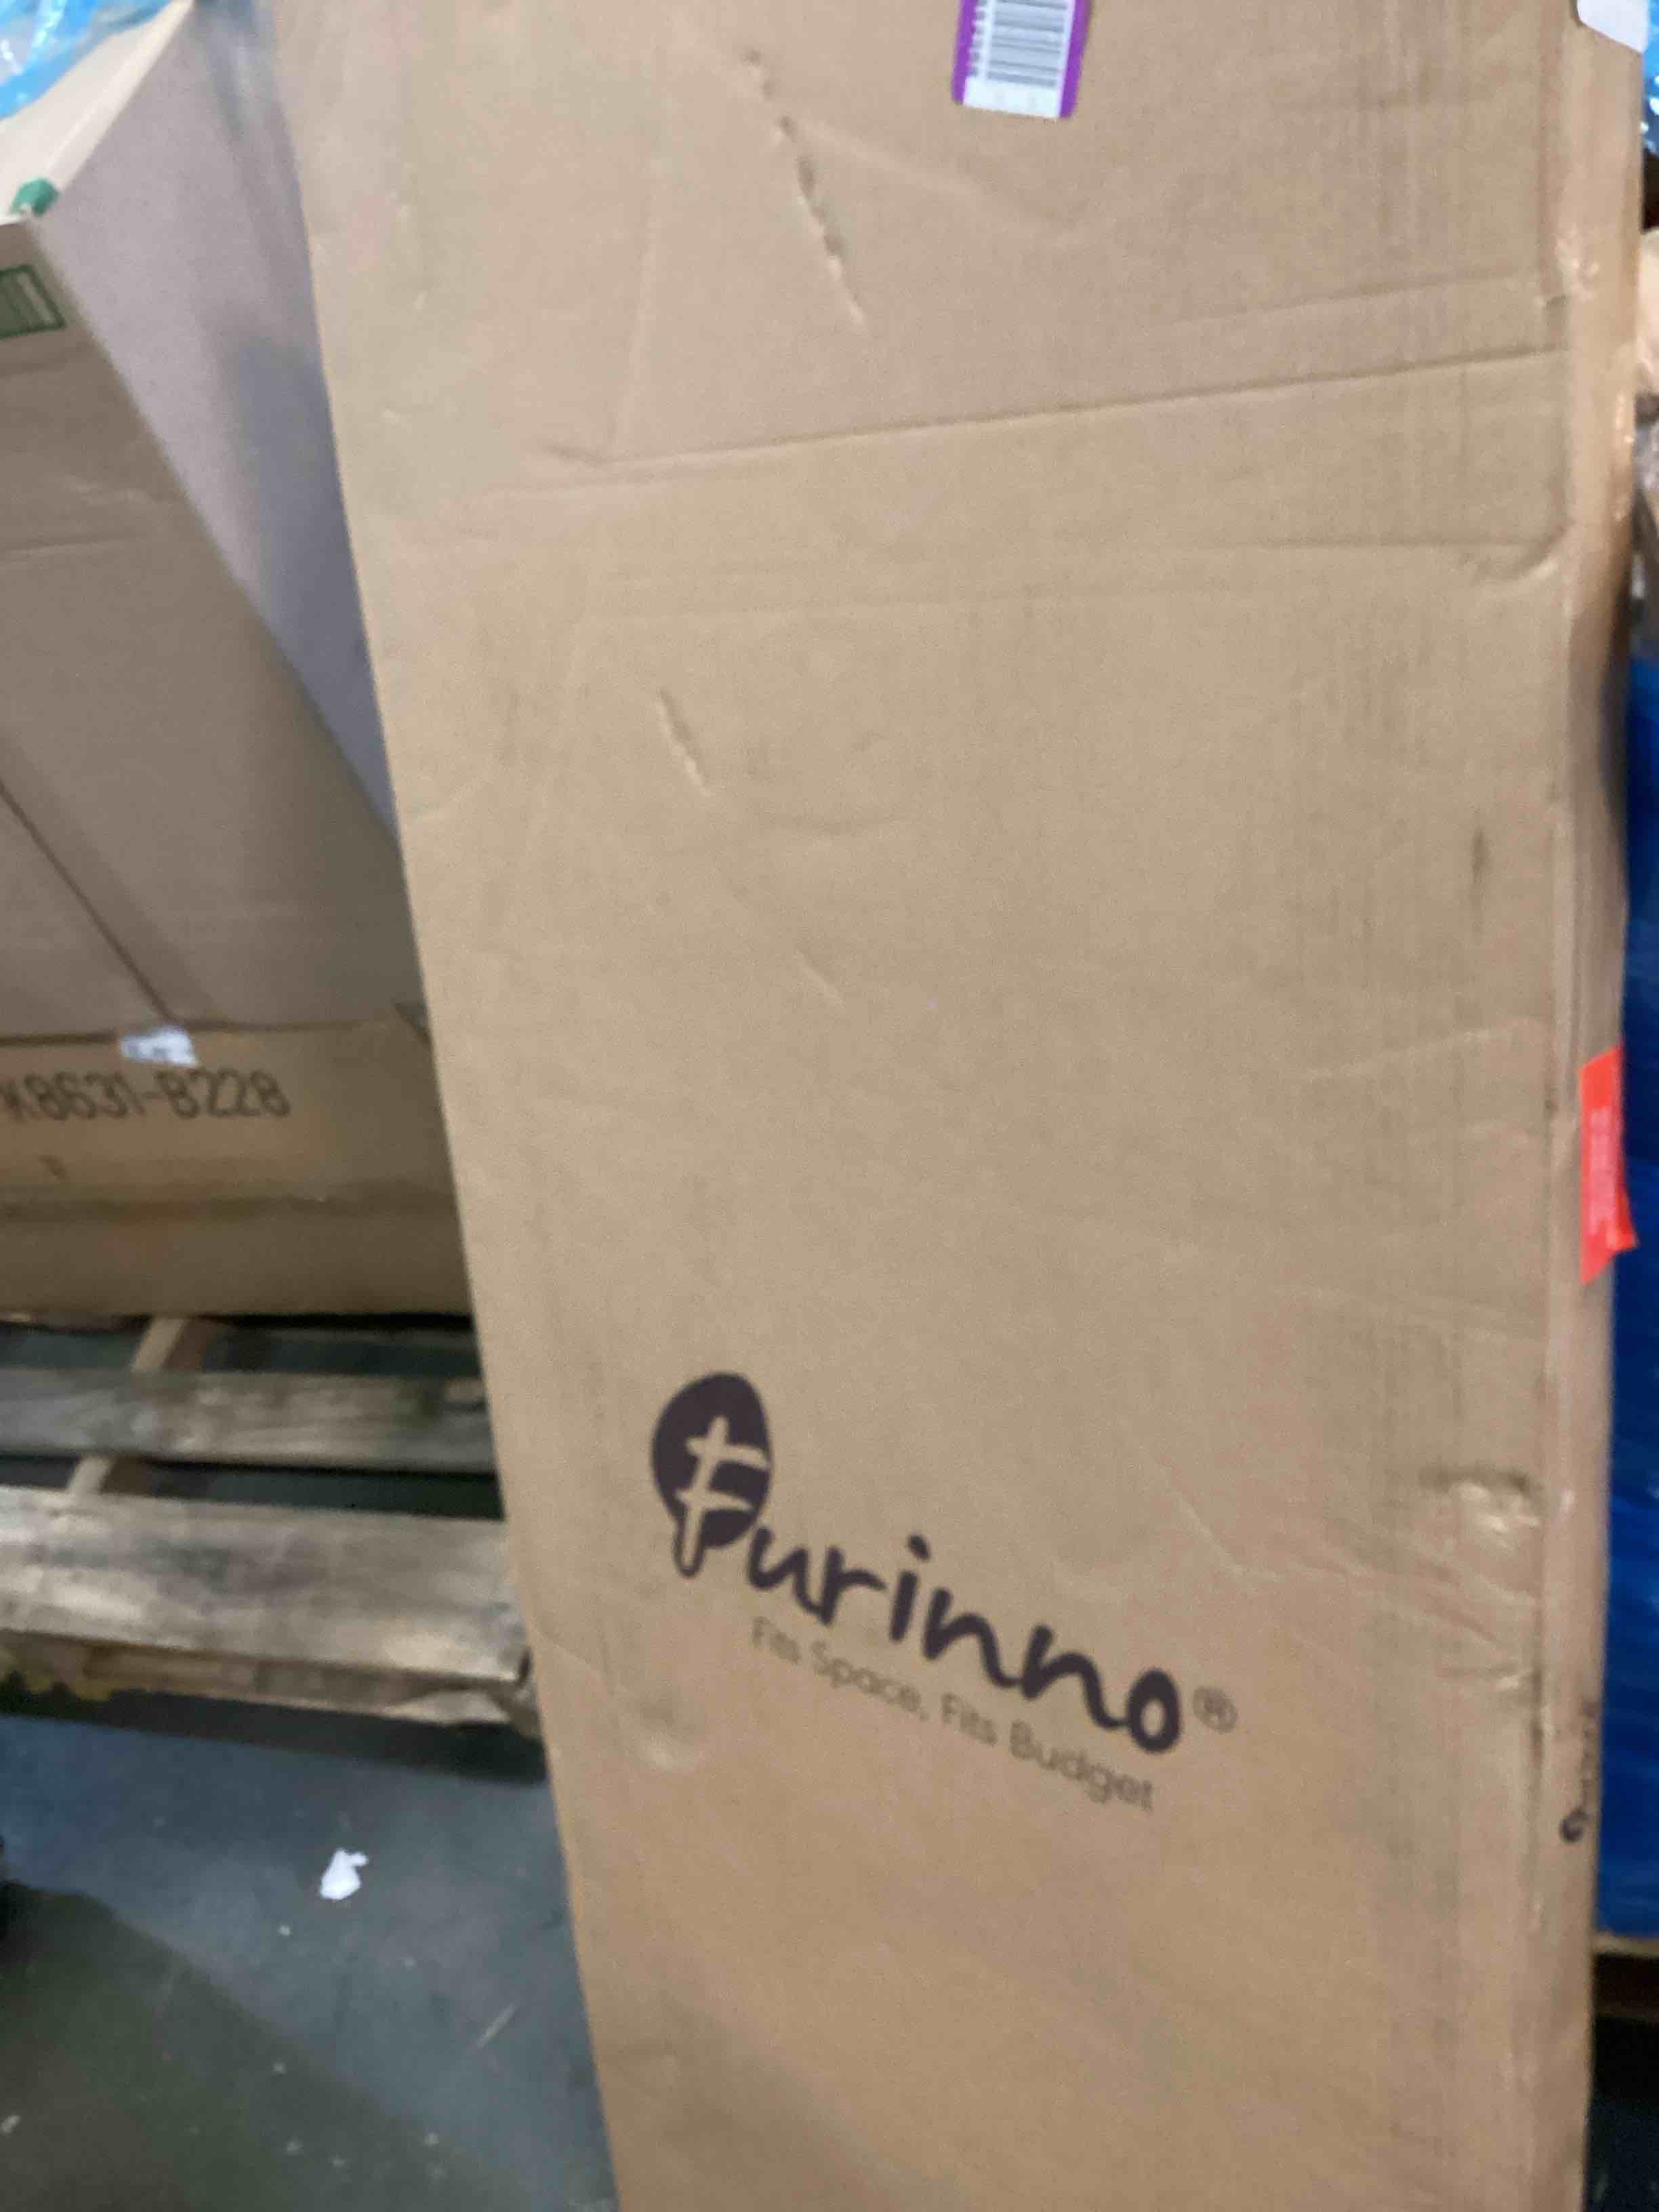 K8631-B228
Furinno®
Fits Space, Fits Budget